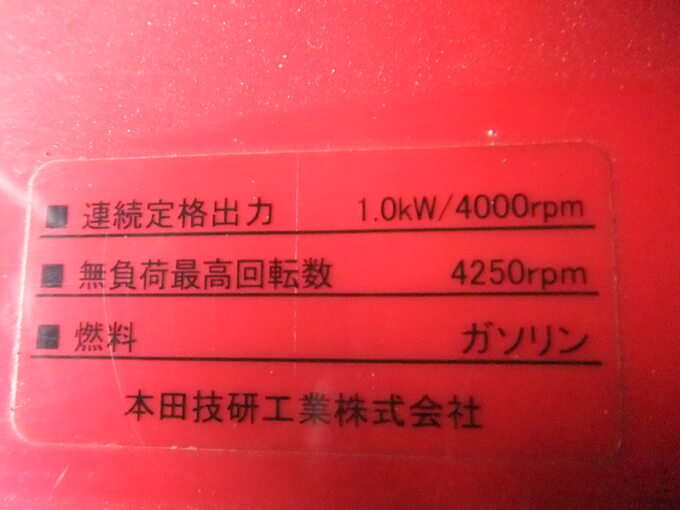 ■ 連続定格出力 1.0kW/4000rpm
■ 無負荷最高回転数 4250rpm
■ 燃料 ガソリン
本田技研工業株式会社